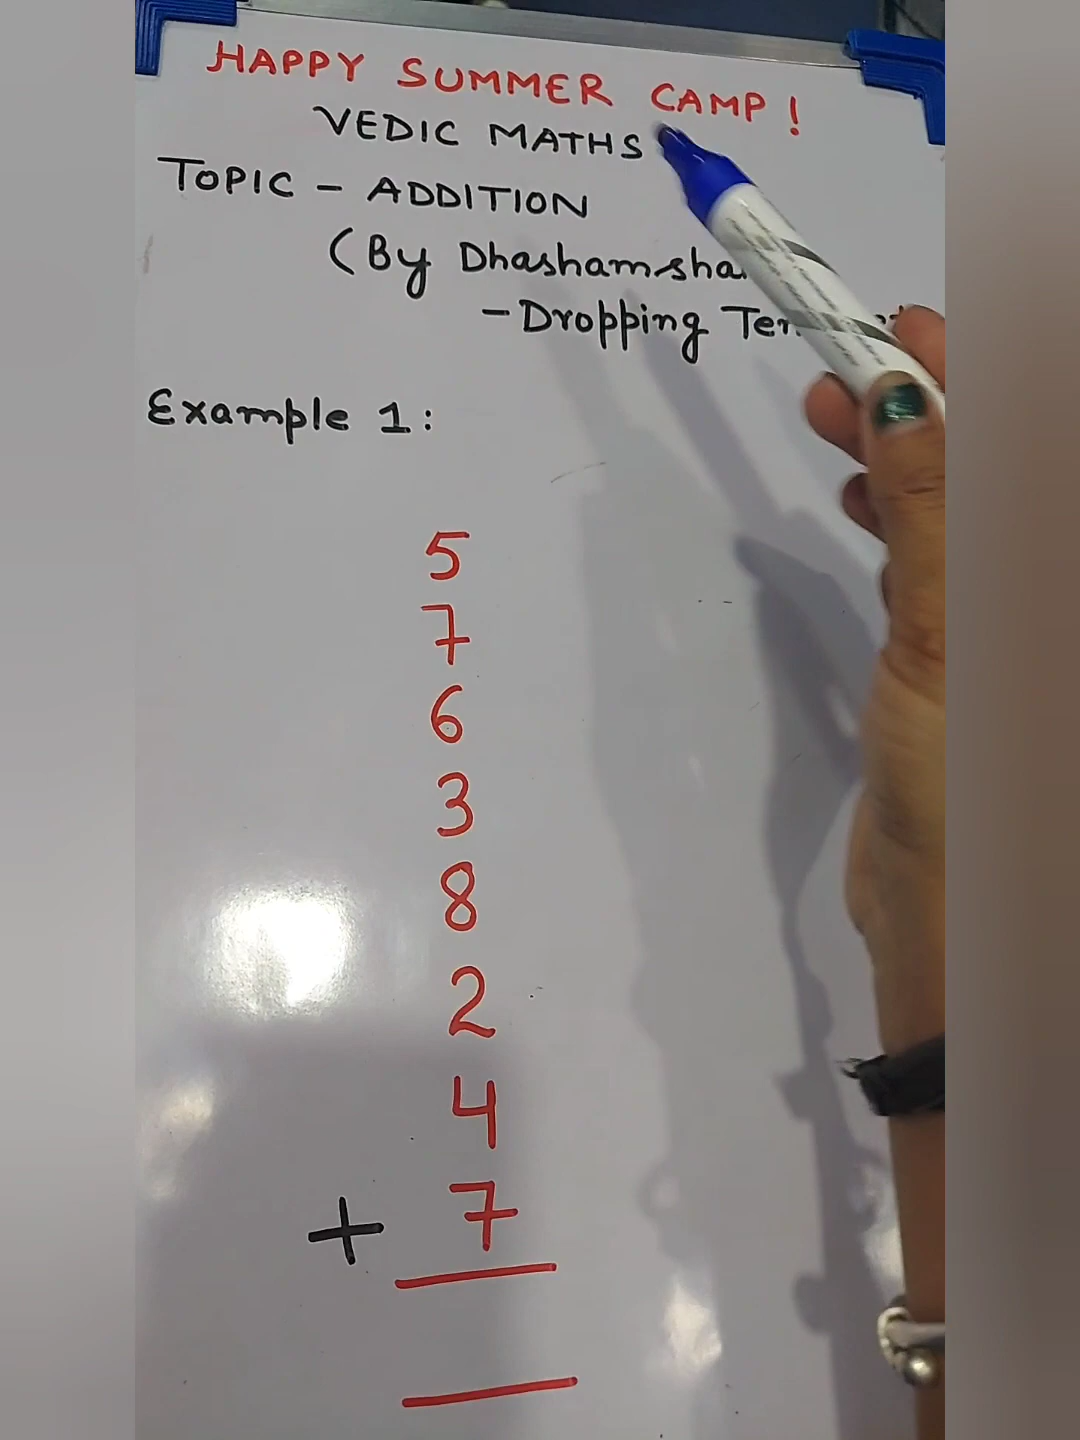 HAPPY SUMMER CAMP!
VEDIC MATHS
TOPIC - ADDITION
(By
- Dropping
Example 1:
5
7
6
3
8
2
4
+ 7